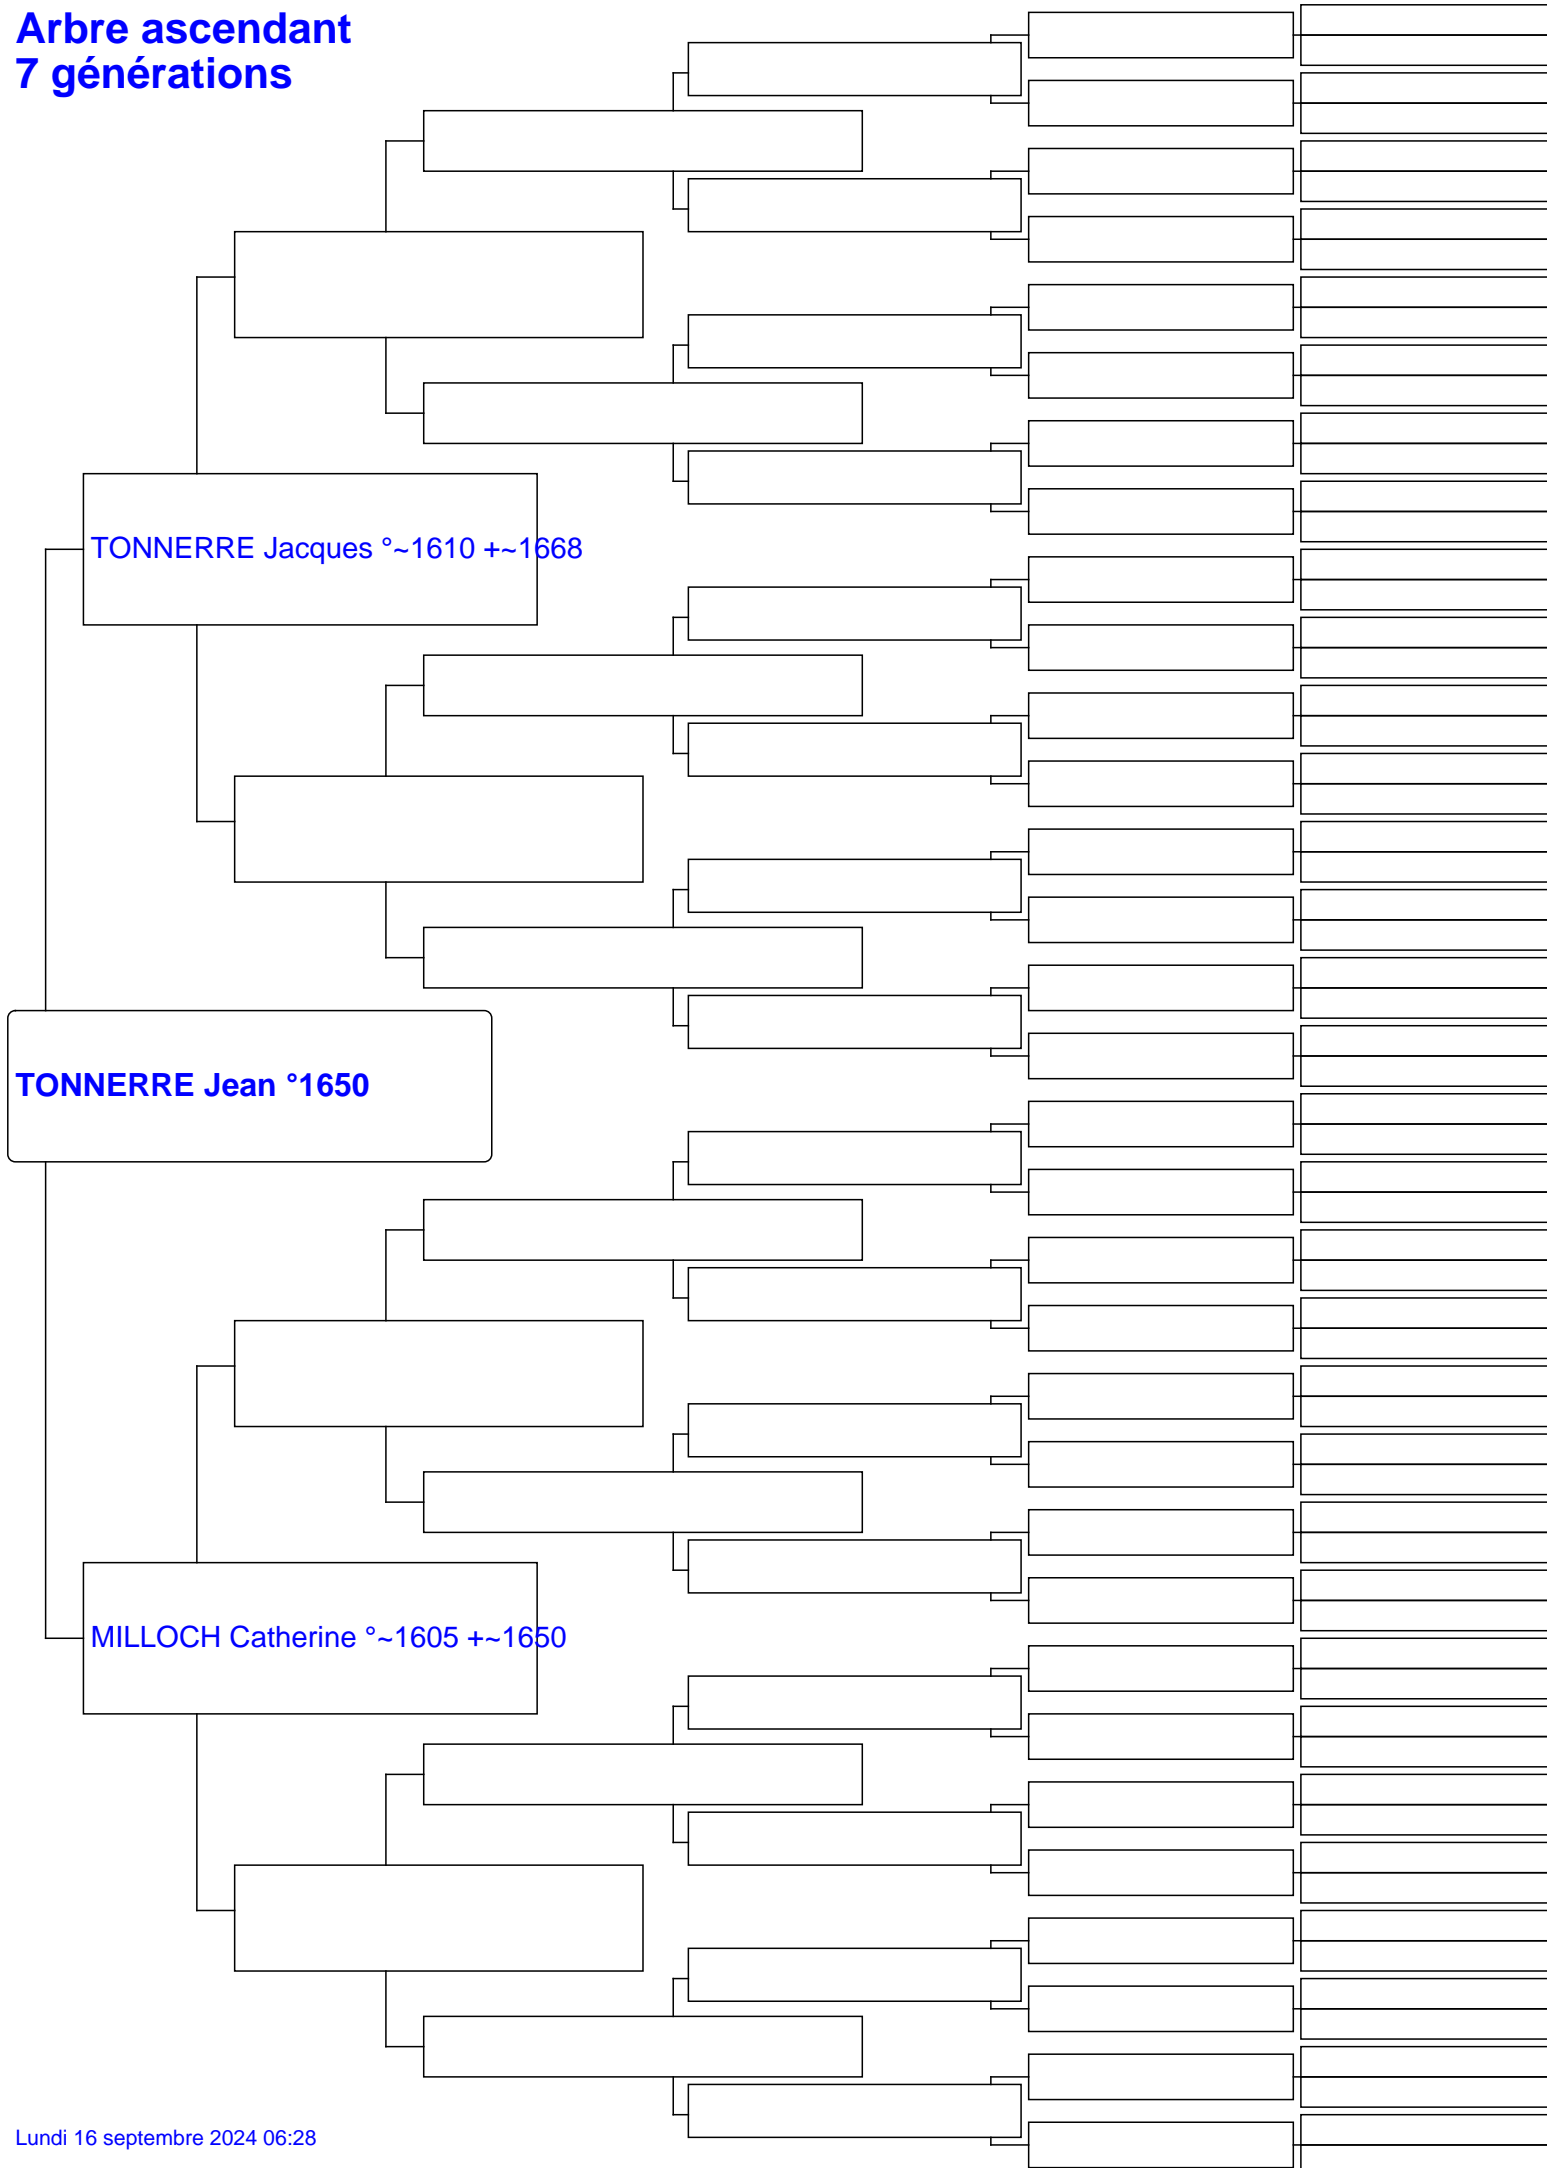 Arbre ascendant
7 générations
TONNERRE Jacques °~1610 +~1668
TONNERRE Jean °1650
MILLOCH Catherine °~1605 +~1650
Lundi 16 septembre 2024 06:28